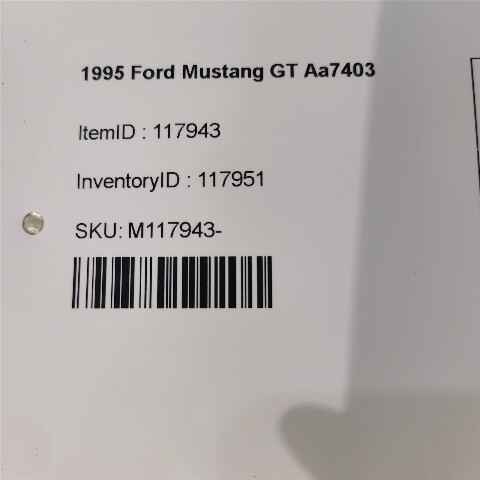 1995 Ford Mustang GT Aa7403
ItemID : 117943
InventoryID : 117951
SKU: M117943-